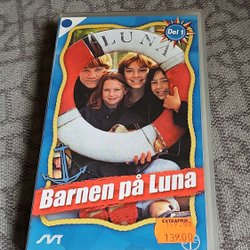 LUNA
Del 1
Barnen på Luna
SVT
EXTRAPRIS
139.00